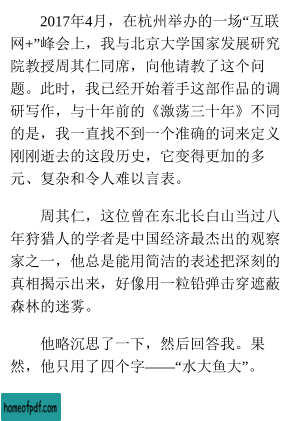 2017年4月，在杭州举办的一场“互联
网+”峰会上，我与北京大学国家发展研究
院教授周其仁同席，向他请教了这个问
题。此时，我已经开始着手这部作品的调
研写作，与十年前的《激荡三十年》不同
的是，我一直找不到一个准确的词来定义
刚刚逝去的这段历史，它变得更加的多
元、复杂和令人难以言表。
周其仁，这位曾在东北长白山当过八
年狩猎人的学者是中国经济最杰出的观察
家之一，他总是能用简洁的表述把深刻的
真相揭示出来，好像用一粒铅弹击穿遮蔽
森林的迷雾。
他略沉思了一下，然后回答我。果
然，他只用了四个字——“水大鱼大”。
homeofpdf.com